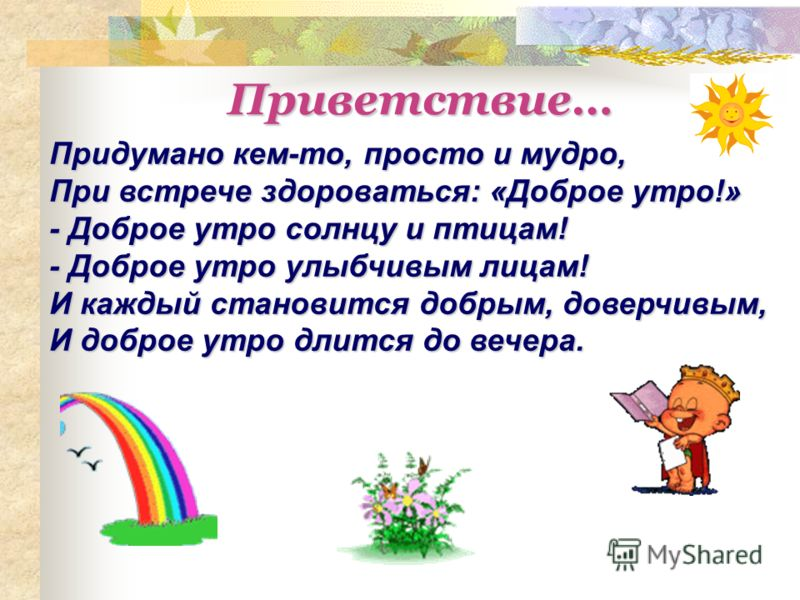 Приветствие...
Придумано кем-то, просто и мудро,
При встрече здороваться: «Доброе утро!»
- Доброе утро солнцу и птицам!
- Доброе утро улыбчивым лицам!
И каждый становится добрым, доверчивым,
И доброе утро длится до вечера.
MyShared